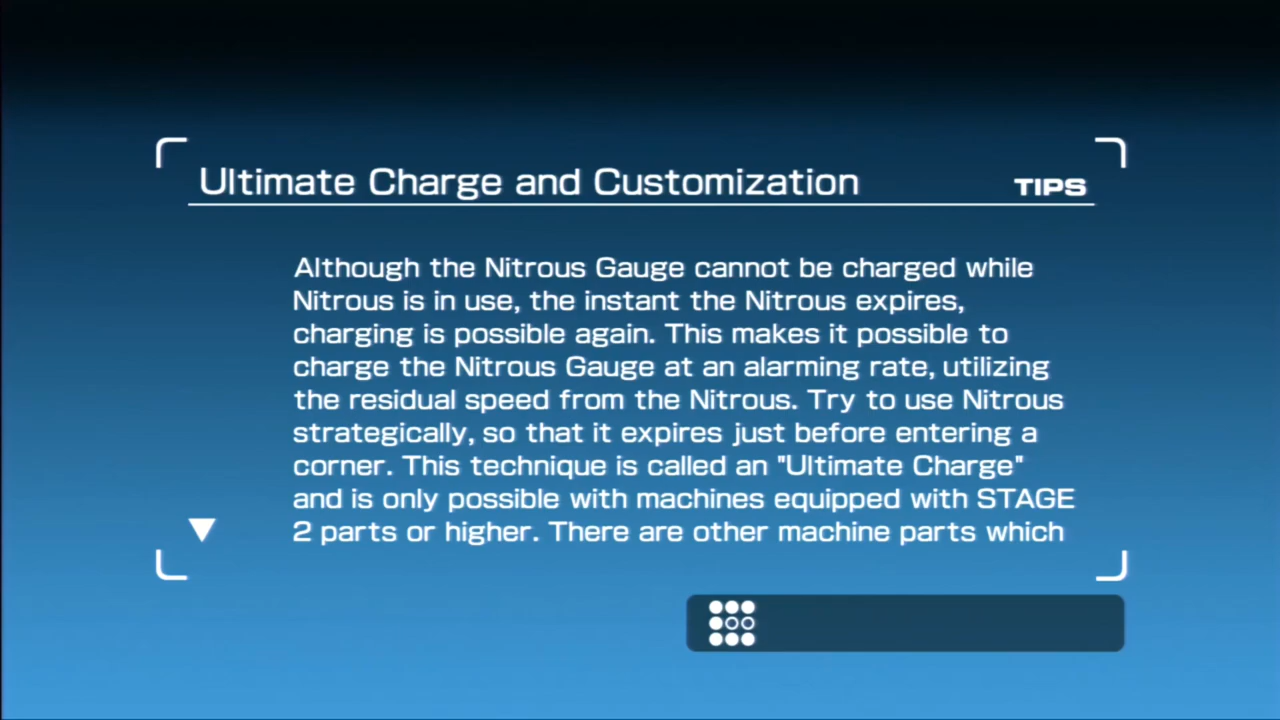 Ultimate Charge and Customization TIPS
Although the Nitrous Gauge cannot be charged while
Nitrous is in use, the instant the Nitrous expires,
charging is possible again. This makes it possible to
charge the Nitrous Gauge at an alarming rate, utilizing
the residual speed from the Nitrous. Try to use Nitrous
strategically, so that it expires just before entering a
corner. This technique is called an "Ultimate Charge"
and is only possible with machines equipped with STAGE
2 parts or higher. There are other machine parts which